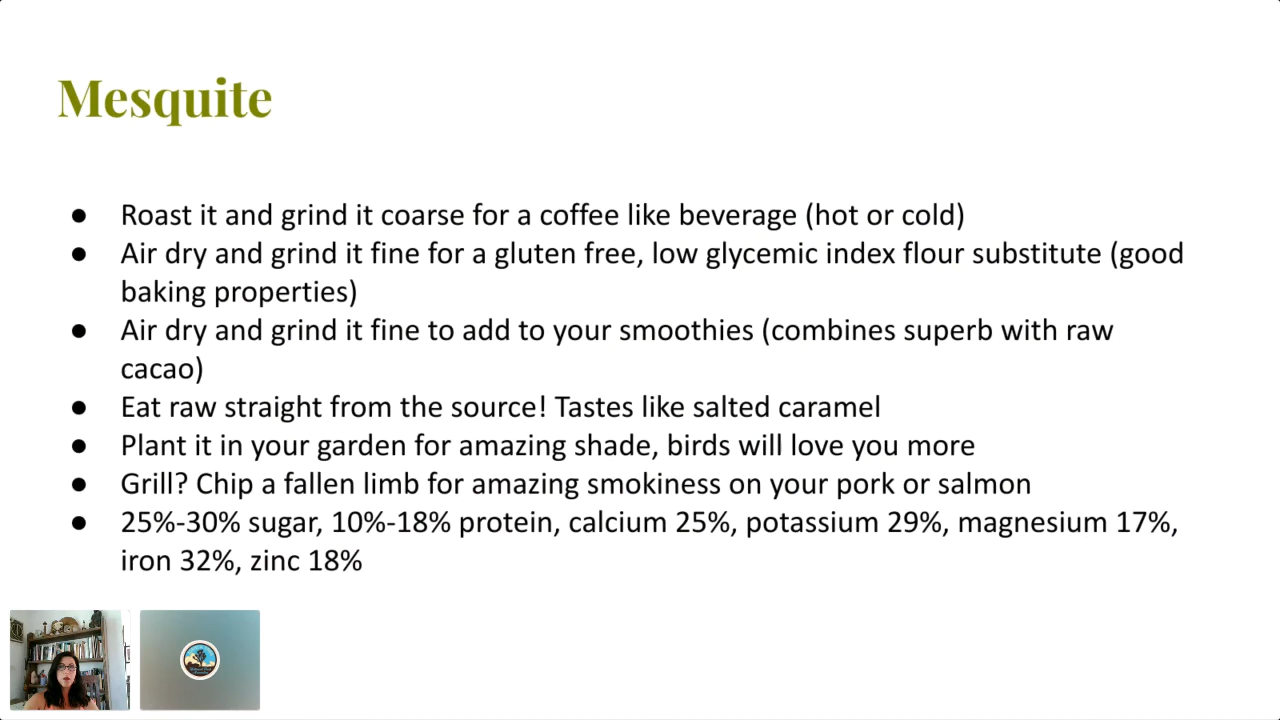 Mesquite
● Roast it and grind it coarse for a coffee like beverage (hot or cold)
● Air dry and grind it fine for a gluten free, low glycemic index flour substitute (good
baking properties)
● Air dry and grind it fine to add to your smoothies (combines superb with raw
cacao)
● Eat raw straight from the source! Tastes like salted caramel
● Plant it in your garden for amazing shade, birds will love you more
● Grill? Chip a fallen limb for amazing smokiness on your pork or salmon
● 25%-30% sugar, 10%-18% protein, calcium 25%, potassium 29%, magnesium 17%,
iron 32%, zinc 18%